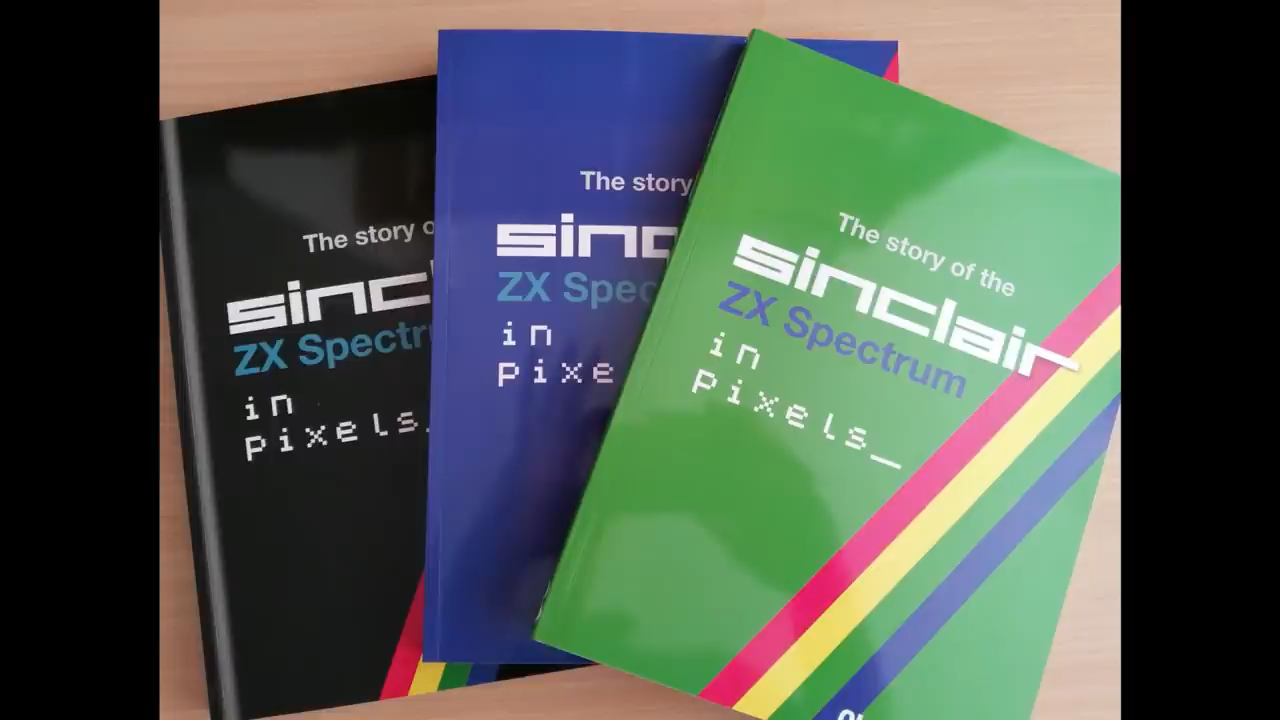 The story o
sincl
ZX Spectr
in
pixels_
The story
sinc
ZX Spec
in
pixe
The story of the
sinclair
ZX Spectrum
in
pixels_